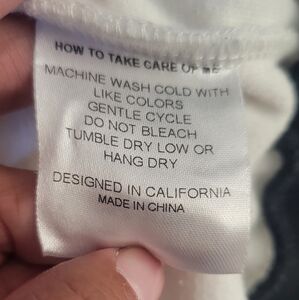 HOW TO TAKE CARE OF ME
MACHINE WASH COLD WITH
LIKE COLORS
GENTLE CYCLE
DO NOT BLEACH
TUMBLE DRY LOW OR
HANG DRY
DESIGNED IN CALIFORNIA
MADE IN CHINA